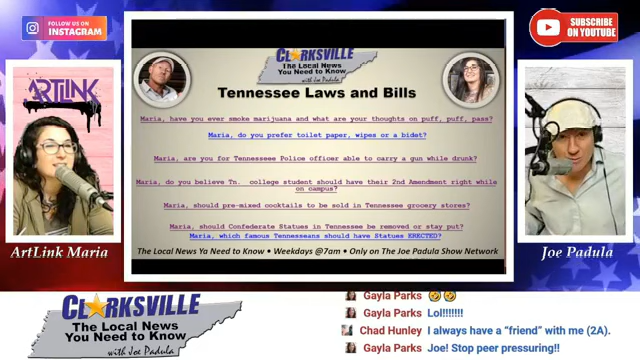 FOLLOW US ON
INSTAGRAM
SUBSCRIBE
ON YOUTUBE
CLARKSVILLE
The Local News
You Need to Know
with Joe Padula
Tennessee Laws and Bills
Maria, have you ever smoke marijuana and what are your thoughts on puff, puff, pass?
Maria, do you prefer toilet paper, wipes or a bidet?
Maria, are you for Tennesseee Police officer able to carry a gun while drunk?
Maria, do you believe Tn. college student should have their 2nd Amendment right while
on campus?
Maria, should pre-mixed cocktails to be sold in Tennessee grocery stores?
Maria, should Confederate Statues in Tennessee be removed or stay put?
Maria, which famous Tennesseans should have Statues ERECTED?
The Local News Ya Need to Know • Weekdays @7am • Only on The Joe Padula Show Network
ARTLINK
ArtLink Maria
Joe Padula
CLARKSVILLE
The Local News
You Need to Know
with Joe Padula
Gayla Parks
Gayla Parks Lol!!!!!!!
Chad Hunley I always have a “friend” with me (2A).
Gayla Parks Joe! Stop peer pressuring!!